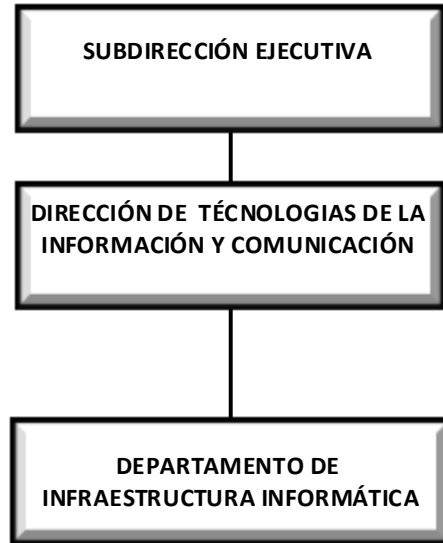 SUBDIRECCIÓN EJECUTIVA
DIRECCIÓN DE TÉCNOLOGIAS DE LA
INFORMACIÓN Y COMUNICACIÓN
DEPARTAMENTO DE
INFRAESTRUCTURA INFORMÁTICA